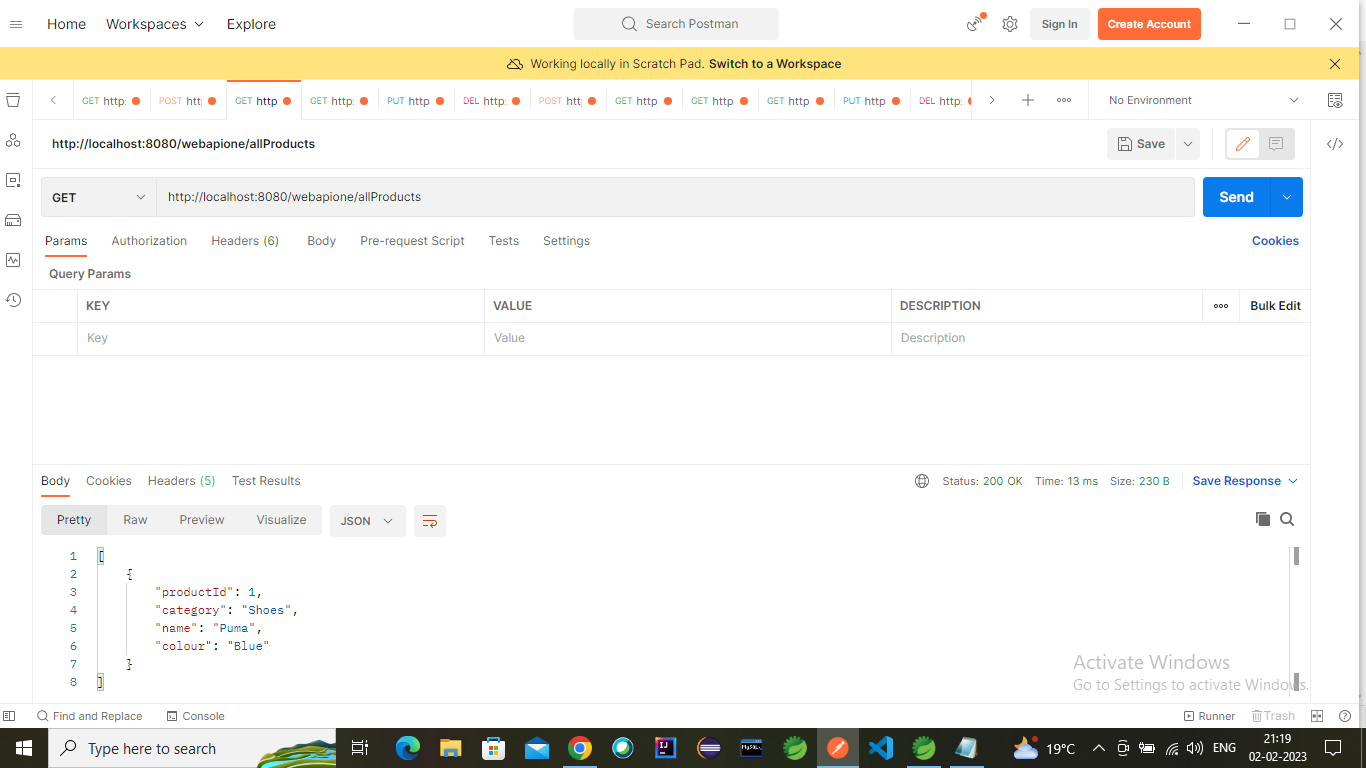 Home Workspaces Explore Search Postman Sign In Create Account
Working locally in Scratch Pad. Switch to a Workspace
GET http: POST htt GET http GET http: PUT http DEL http: POST htt GET http GET http GET http PUT http DEL http: No Environment
http://localhost:8080/webapione/allProducts Save
GET http://localhost:8080/webapione/allProducts Send
Params Authorization Headers (6) Body Pre-request Script Tests Settings Cookies
Query Params
KEY VALUE DESCRIPTION Bulk Edit
Key Value Description
Body Cookies Headers (5) Test Results Status: 200 OK Time: 13 ms Size: 230 B Save Response
Pretty Raw Preview Visualize JSON
1 [
2 {
3 "productId": 1,
4 "category": "Shoes",
5 "name": "Puma",
6 "colour": "Blue"
7 }
8 ]
Activate Windows
Go to Settings to activate Windows.
Find and Replace Console Runner Trash
Type here to search 19°C ENG 21:19
02-02-2023